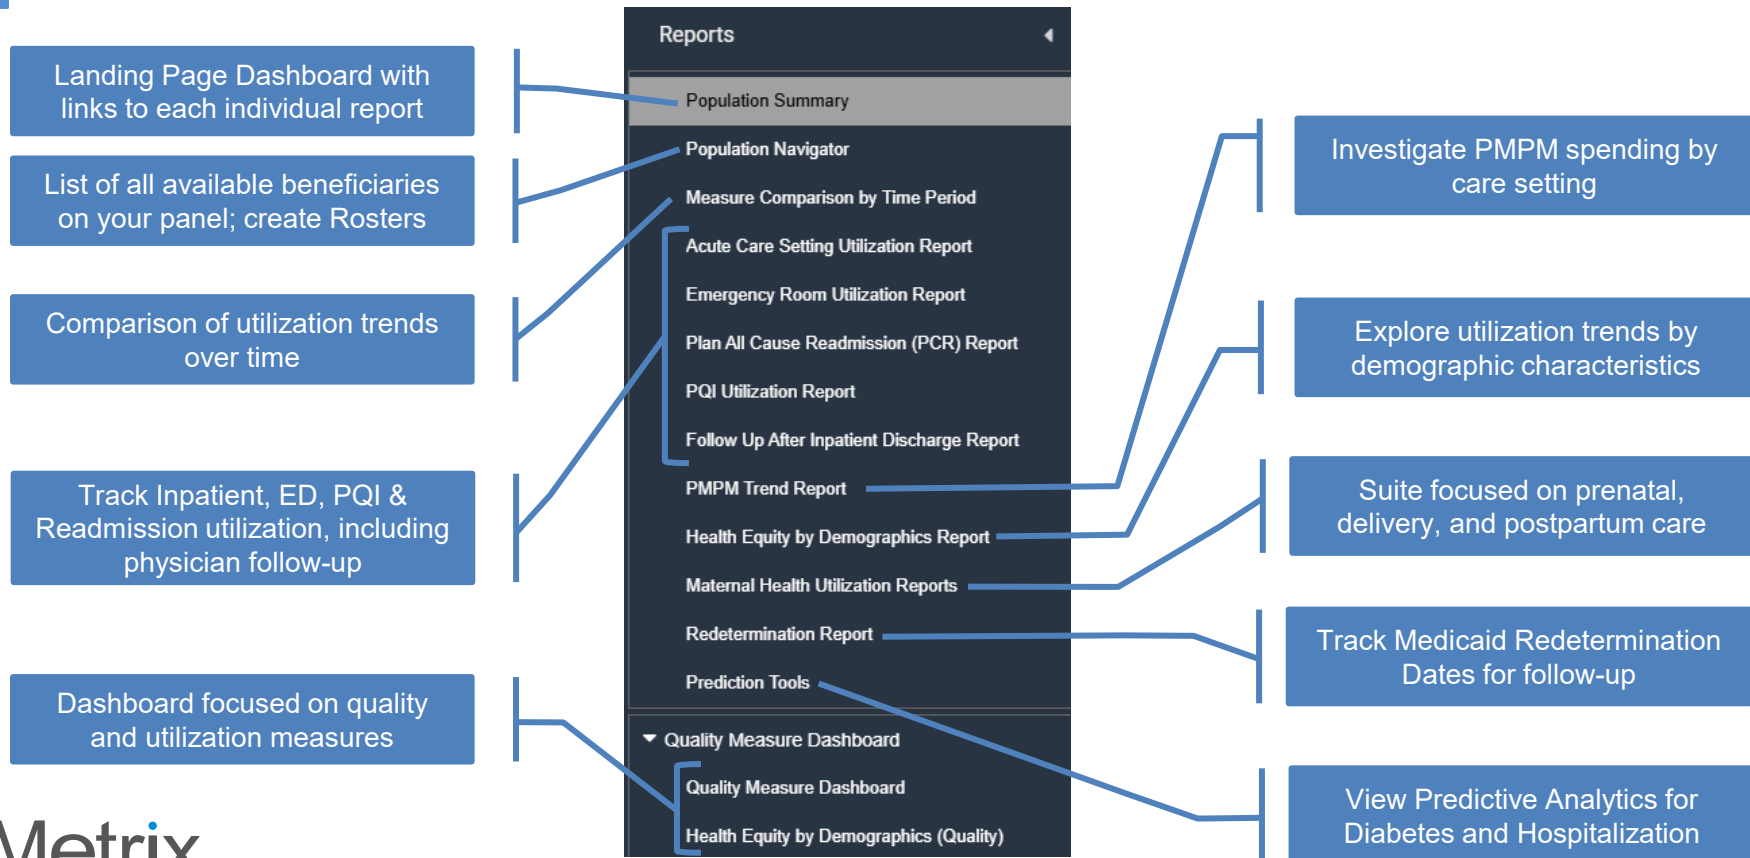 Landing Page Dashboard with
links to each individual report
List of all available beneficiaries
on your panel; create Rosters
Comparison of utilization trends
over time
Track Inpatient, ED, PQI &
Readmission utilization, including
physician follow-up
Dashboard focused on quality
and utilization measures
Metrix
Reports
Population Summary
Population Navigator
Measure Comparison by Time Period
Acute Care Setting Utilization Report
Emergency Room Utilization Report
Plan All Cause Readmission (PCR) Report
PQI Utilization Report
Follow Up After Inpatient Discharge Report
PMPM Trend Report
Health Equity by Demographics Report
Maternal Health Utilization Reports
Redetermination Report
Prediction Tools
Quality Measure Dashboard
Quality Measure Dashboard
Health Equity by Demographics (Quality)
Investigate PMPM spending by
care setting
Explore utilization trends by
demographic characteristics
Suite focused on prenatal,
delivery, and postpartum care
Track Medicaid Redetermination
Dates for follow-up
View Predictive Analytics for
Diabetes and Hospitalization